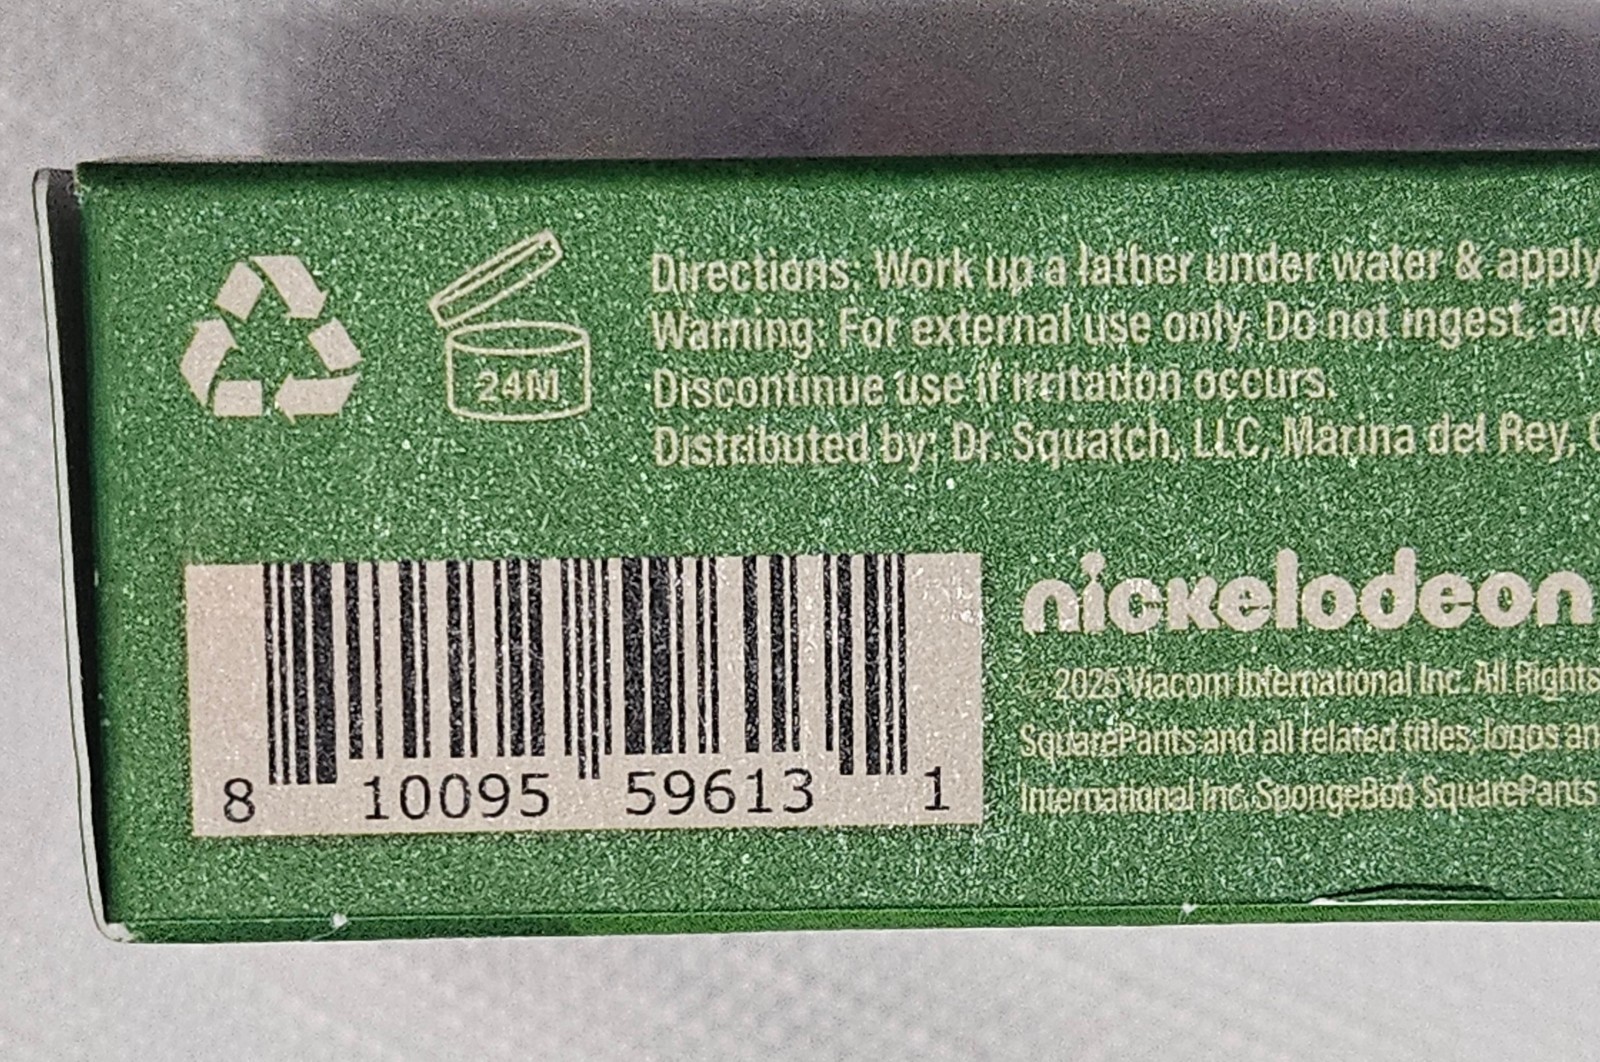 24M
Directions: Work up a lather under water & apply
Warning: For external use only. Do not ingest,
Discontinue use if irritation occurs.
Distributed by: Dr. Squatch, LLC, Marina del Rey,
8 10095 59613 1
nickelodeon
© 2025 Viacom International Inc. All Rights
SquarePants and all related titles, logos an
International Inc. SpongeBob SquarePants